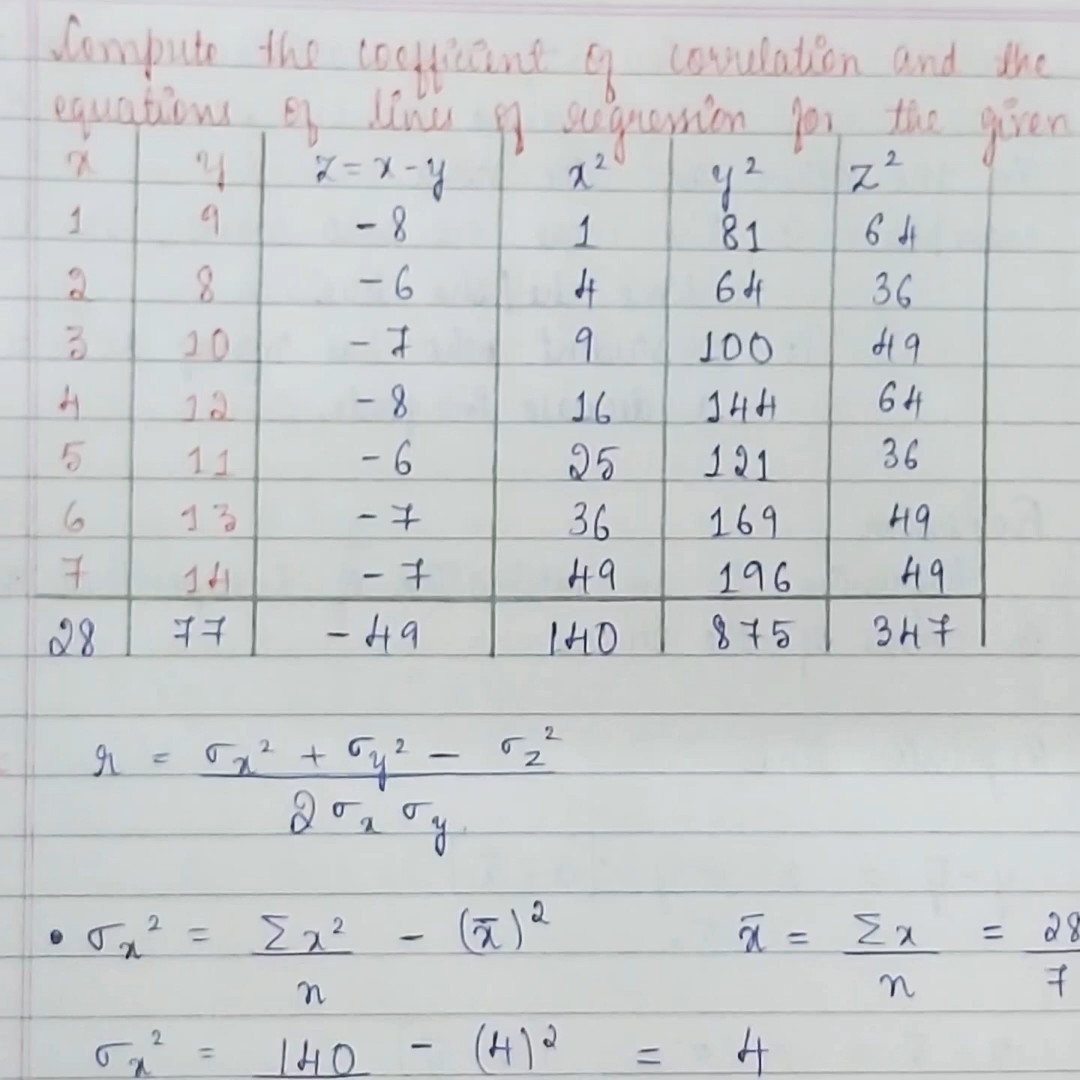 Compute the coefficient of correlation and the
equations of lines of regression for the given
x y z = x - y x² y² z²
1 9 -8 1 81 64
2 8 -6 4 64 36
3 10 -7 9 100 49
4 12 -8 16 144 64
5 11 -6 25 121 36
6 13 -7 36 169 49
7 14 -7 49 196 49
28 77 -49 140 875 347
r = σx² + σy² - σz² / 2 σx σy
• σx² = Σx² / n - (x̄)² x̄ = Σx / n = 28 / 7
σx² = 140 - (4)² = 4